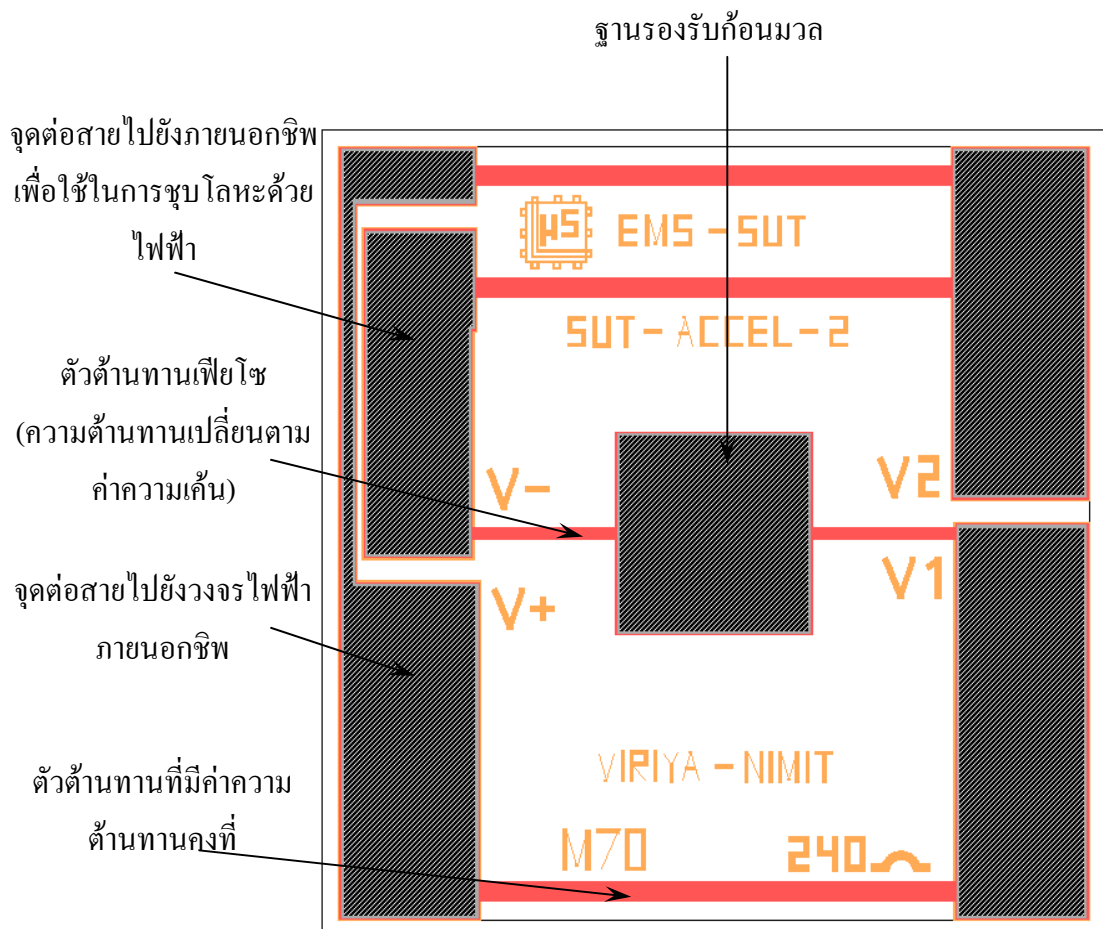 ฐานรองรับก้อนมวล
จุดต่อสายไปยังภายนอกชิพ
เพื่อใช้ในการชุบโลหะด้วย
ไฟฟ้า
ตัวต้านทานเพียโซ
(ความต้านทานเปลี่ยนตาม
ค่าความเค้น)
จุดต่อสายไปยังวงจรไฟฟ้า
ภายนอกชิพ
ตัวต้านทานที่มีค่าความ
ต้านทานคงที่
µS EMS-SUT
SUT-ACCEL-2
V-
V2
V+
V1
VIRIYA-NIMIT
M70
240